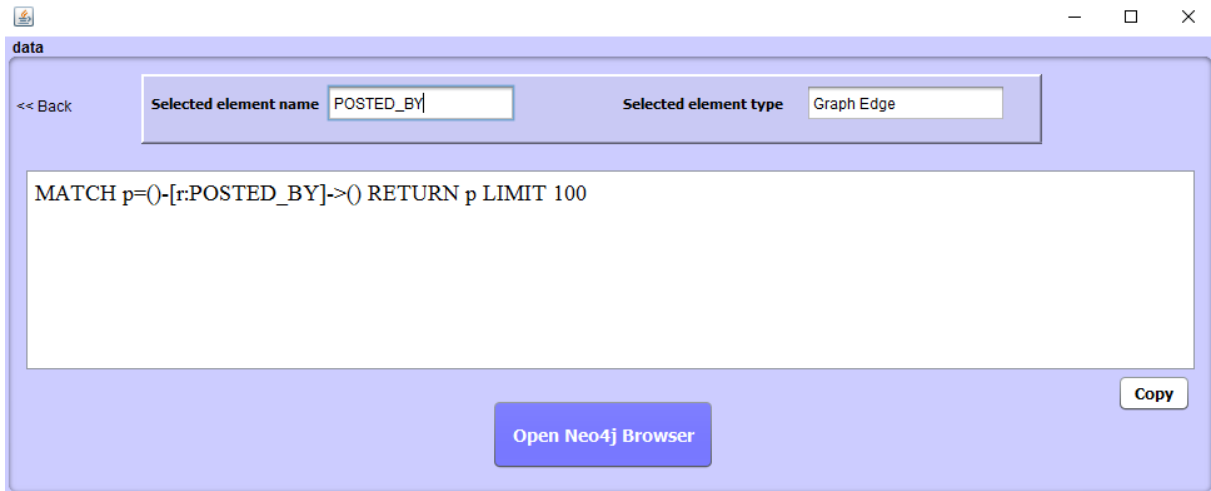 data
<< Back
Selected element name POSTED_BY Selected element type Graph Edge
MATCH p=()-[r:POSTED_BY]->() RETURN p LIMIT 100
Copy
Open Neo4j Browser